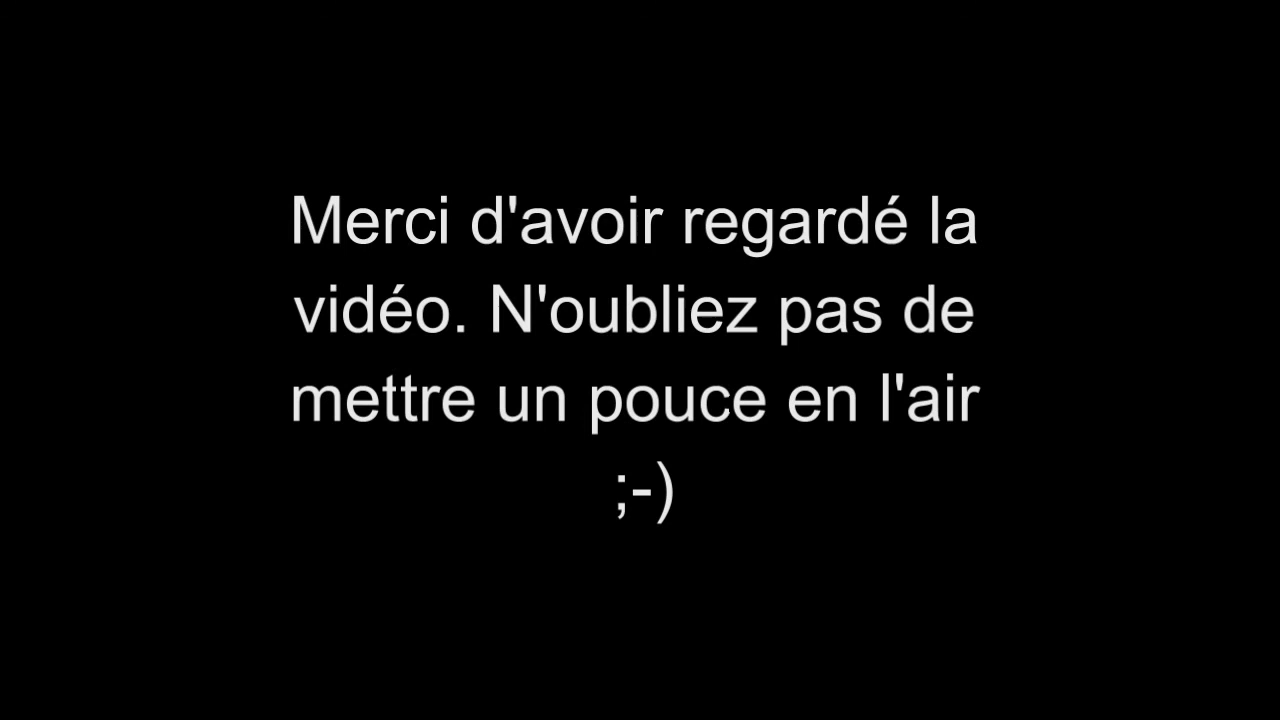 Merci d'avoir regardé la
vidéo. N'oubliez pas de
mettre un pouce en l'air
;-)